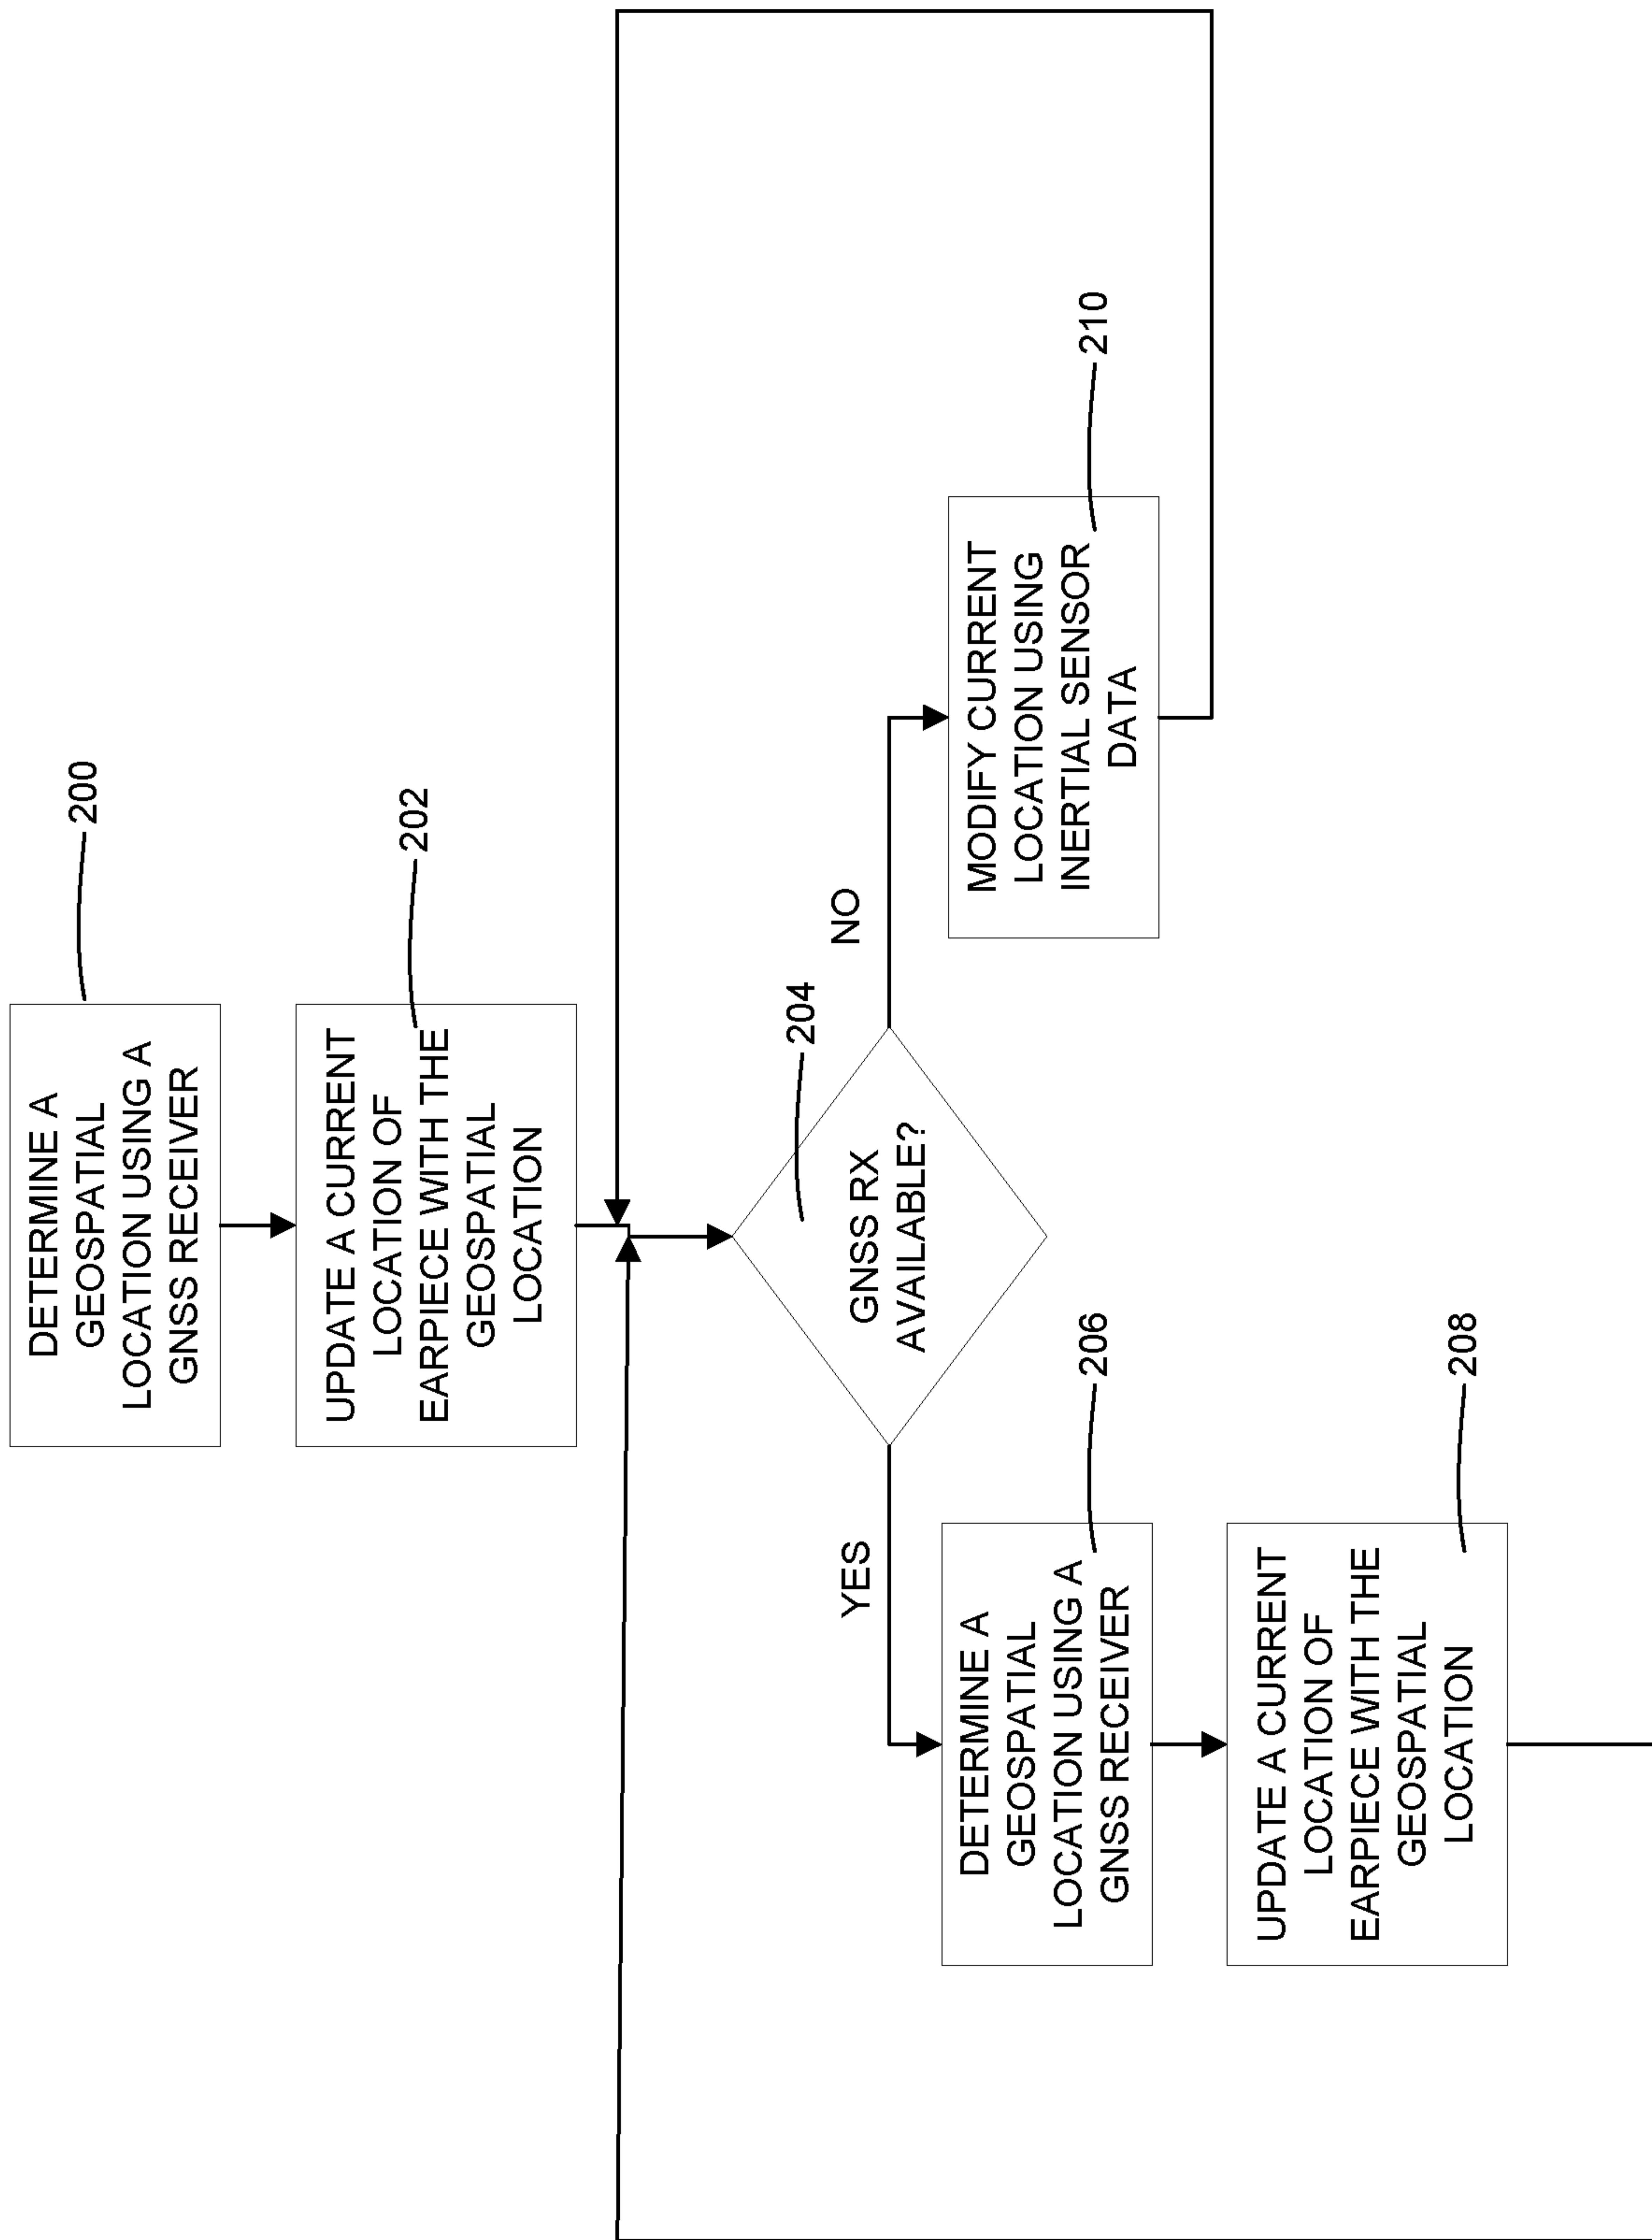 DETERMINE A
GEOSPATIAL
LOCATION USING A
GNSS RECEIVER
200
UPDATE A CURRENT
LOCATION OF
EARPIECE WITH THE
GEOSPATIAL
LOCATION
202
GNSS RX
AVAILABLE?
204
YES
NO
DETERMINE A
GEOSPATIAL
LOCATION USING A
GNSS RECEIVER
206
UPDATE A CURRENT
LOCATION OF
EARPIECE WITH THE
GEOSPATIAL
LOCATION
208
MODIFY CURRENT
LOCATION USING
INERTIAL SENSOR
DATA
210